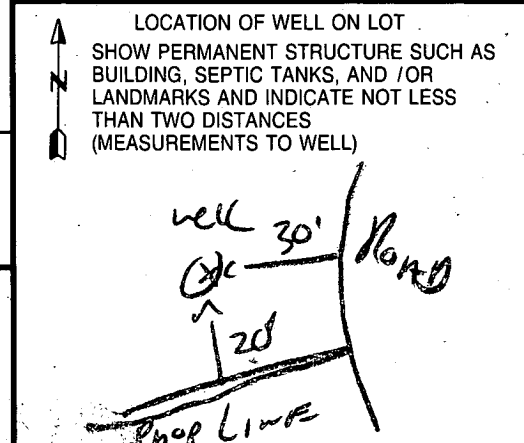 LOCATION OF WELL ON LOT
SHOW PERMANENT STRUCTURE SUCH AS
BUILDING, SEPTIC TANKS, AND / OR
LANDMARKS AND INDICATE NOT LESS
THAN TWO DISTANCES
(MEASUREMENTS TO WELL)
N
well 30' ROAD
20'
PROP LINE